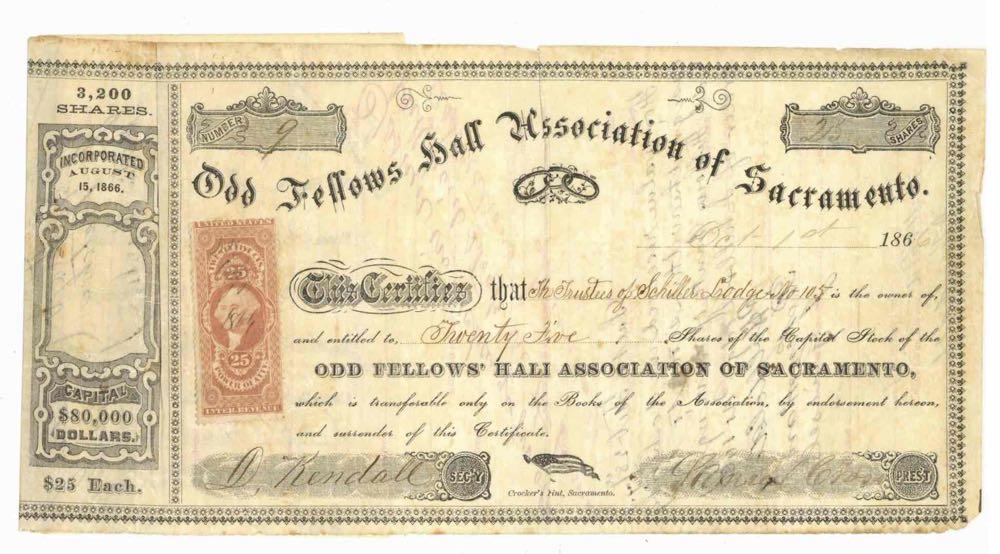 3,200
SHARES.
INCORPORATED
AUGUST
15, 1866.
CAPITAL
$80,000
DOLLARS.
$25 Each.
NUMBER
9
SHARES
Odd Fellows Hall Association of Sacramento.
Oct 1st 1866
UNITED STATES
25
1866
25
POWER OF ATT'Y
INTER. REVENUE
This Certifies that The Trustees of Schiller Lodge No 105 is the owner of,
and entitled to, Twenty Five Shares of the Capital Stock of the
ODD FELLOWS' HALL ASSOCIATION OF SACRAMENTO,
which is transferable only on the Books of the Association, by endorsement hereon,
and surrender of this Certificate.
Kendall SEC'Y
Crocker's Print, Sacramento.
PREST